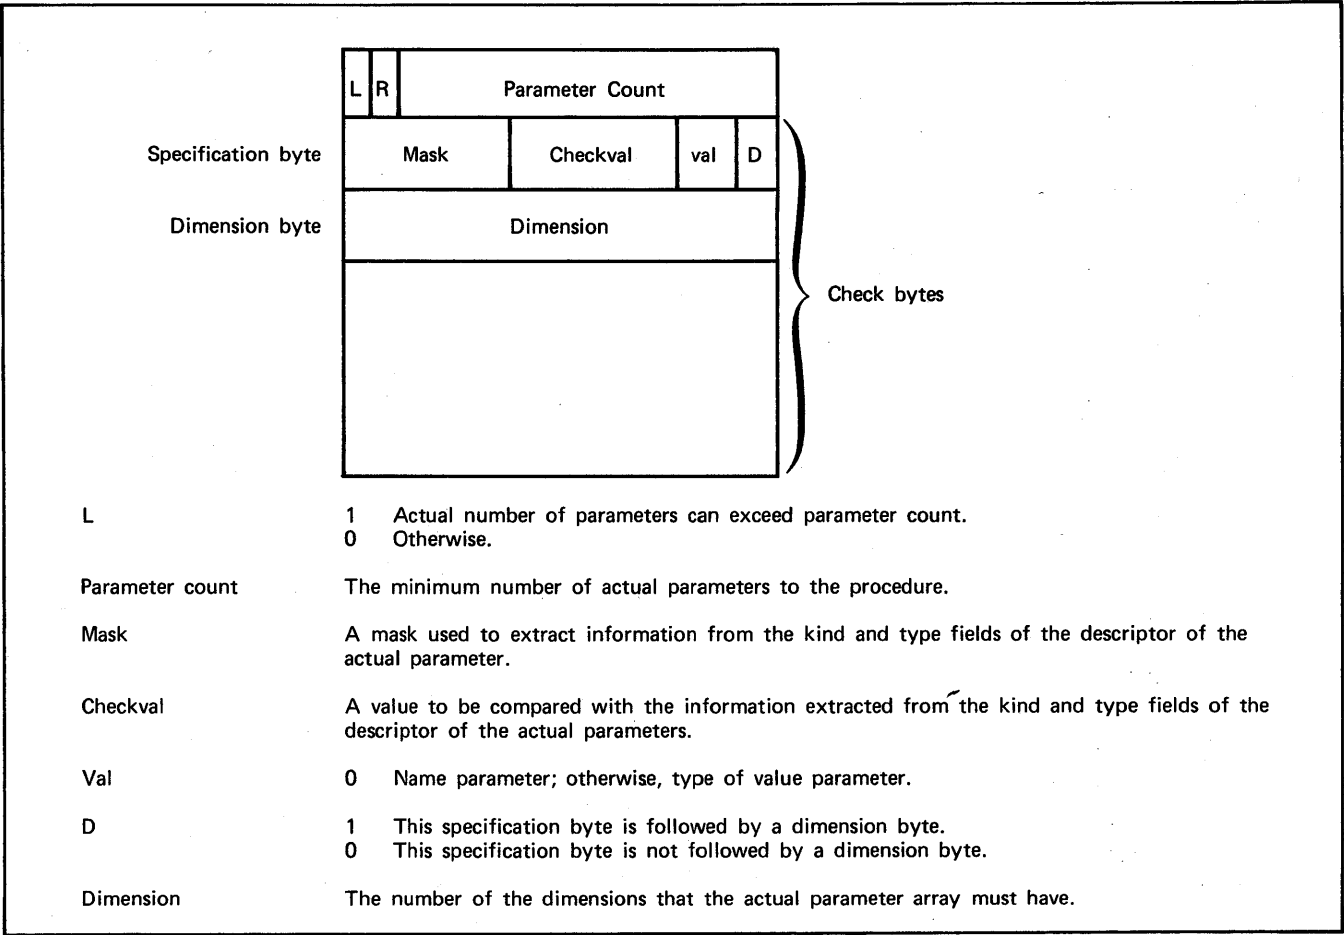 L R Parameter Count
Specification byte Mask Checkval val D
Dimension byte Dimension
Check bytes
L 1 Actual number of parameters can exceed parameter count.
0 Otherwise.
Parameter count The minimum number of actual parameters to the procedure.
Mask A mask used to extract information from the kind and type fields of the descriptor of the
actual parameter.
Checkval A value to be compared with the information extracted from the kind and type fields of the
descriptor of the actual parameters.
Val 0 Name parameter; otherwise, type of value parameter.
D 1 This specification byte is followed by a dimension byte.
0 This specification byte is not followed by a dimension byte.
Dimension The number of the dimensions that the actual parameter array must have.